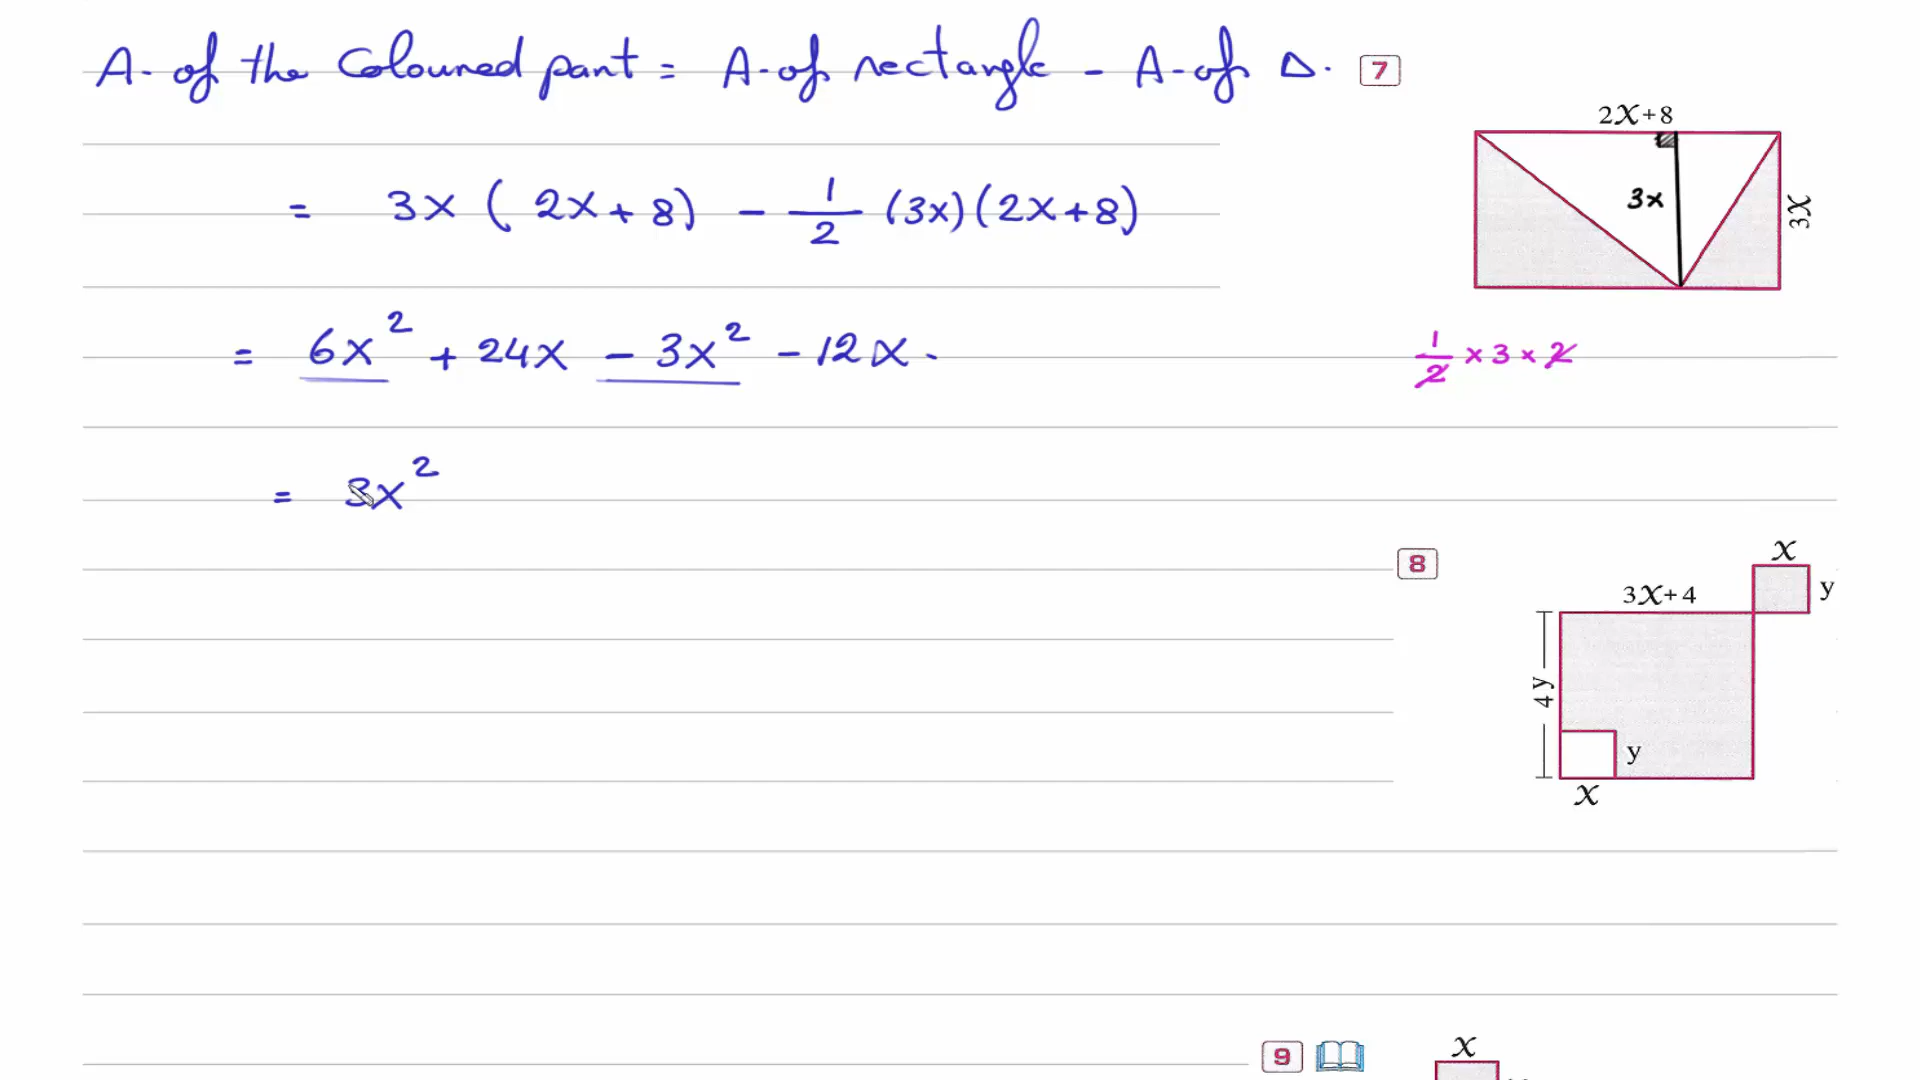 A. of the coloured part = A. of rectangle - A. of Δ.
7
2x+8
3x
3x
= 3x ( 2x + 8 ) - 1/2 (3x)(2x+8)
= 6x² + 24x - 3x² - 12x.
1/2 × 3 × 2
= 3x²
8
x
y
3x+4
4y
y
x
9
x